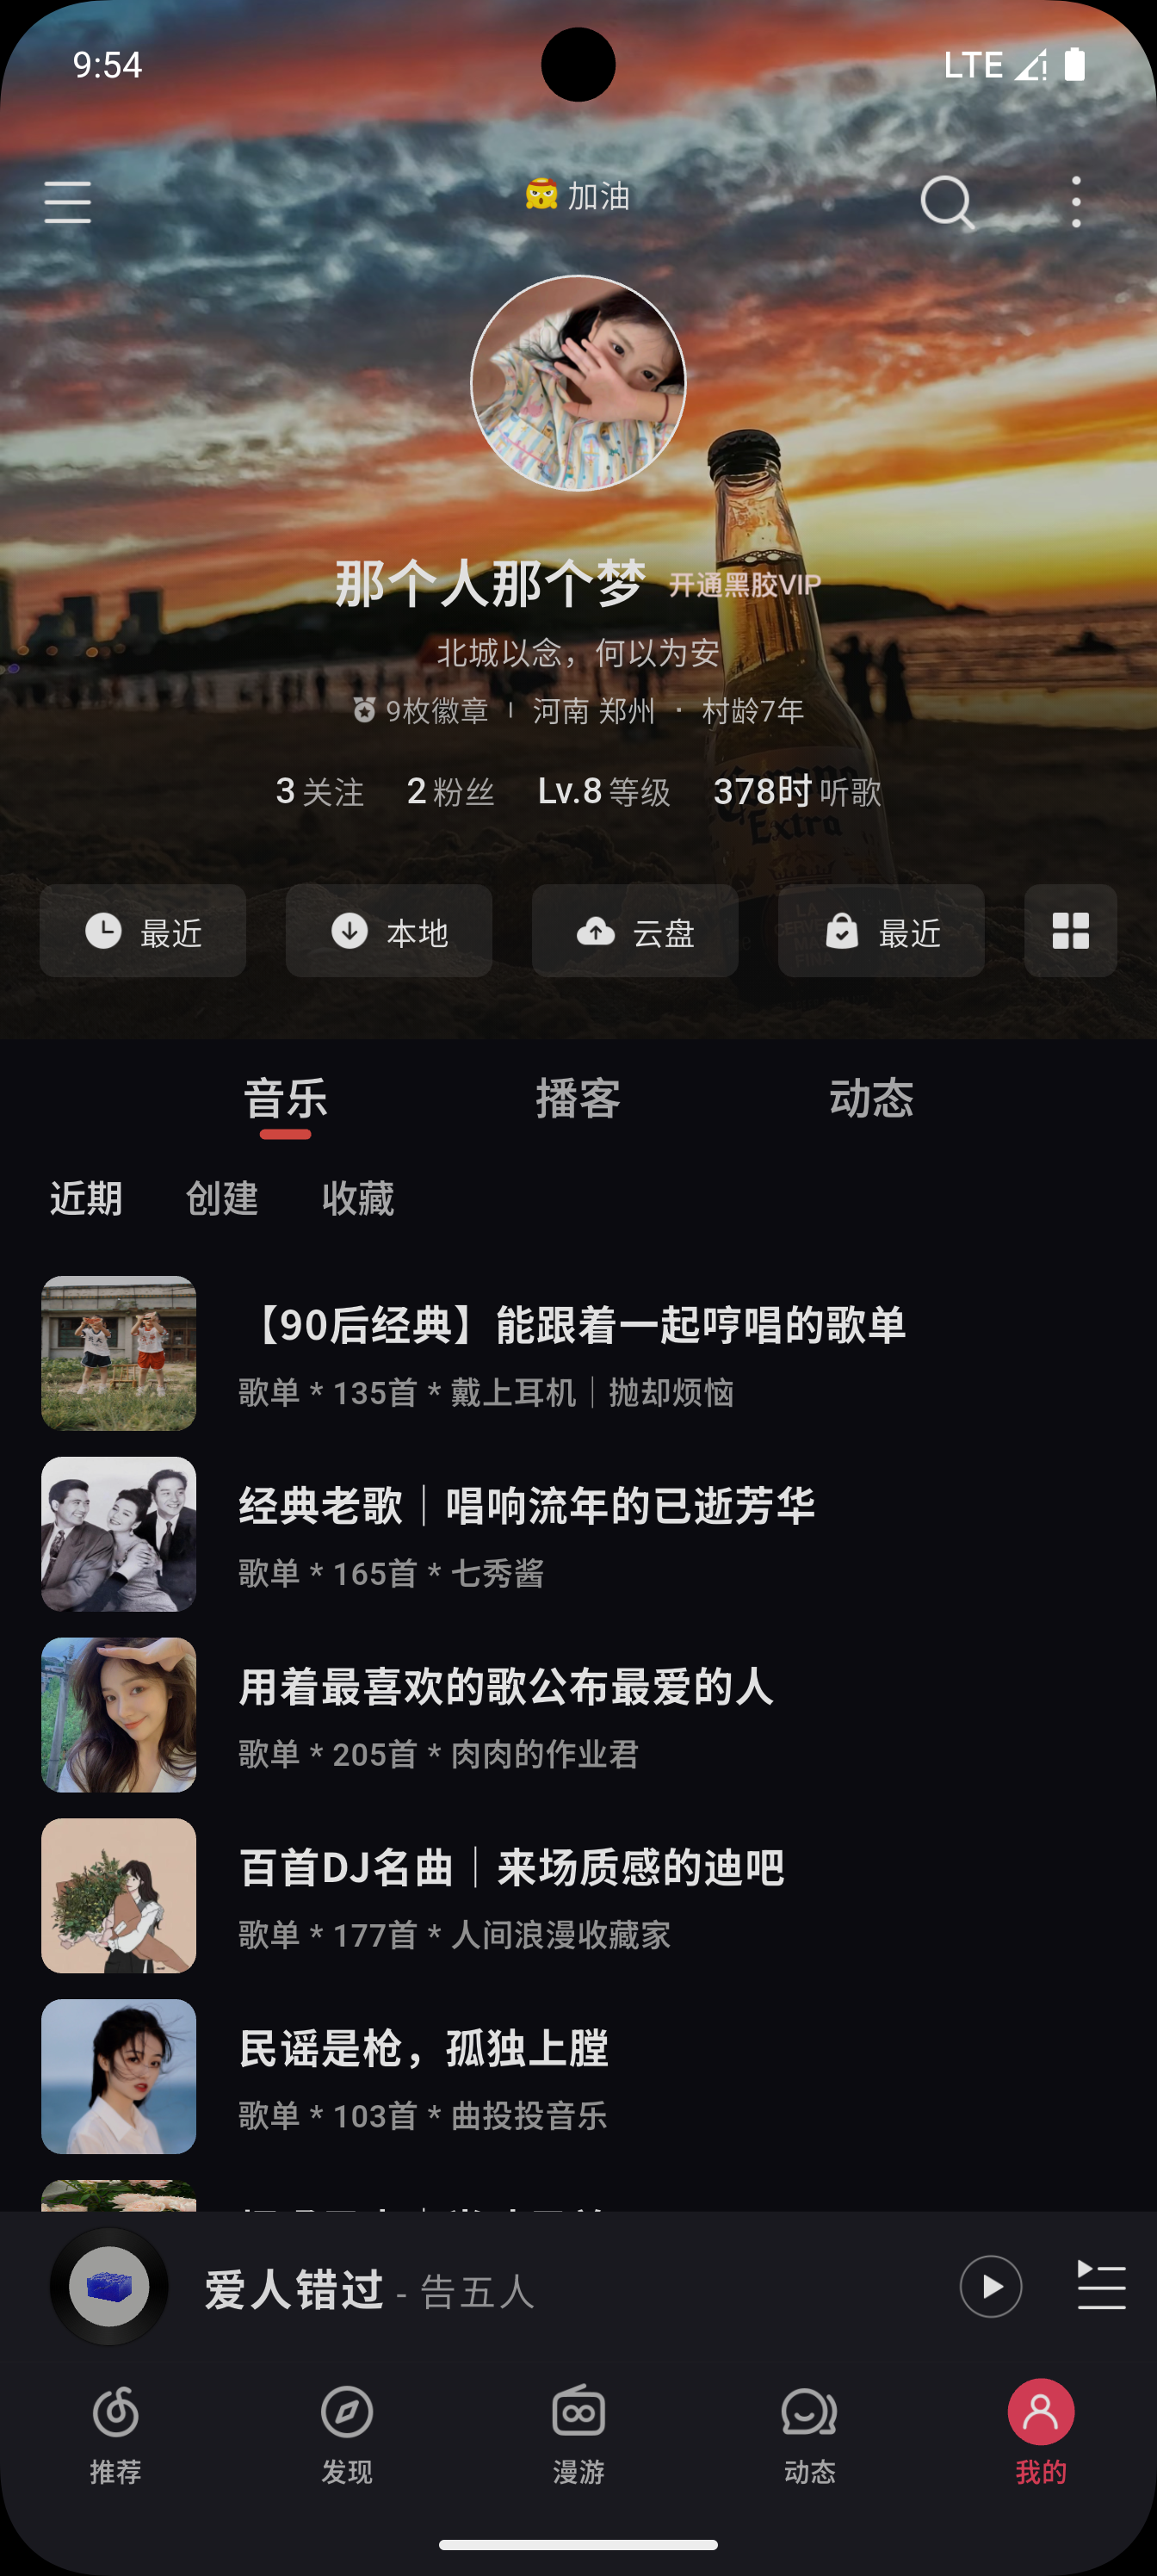 9:54
LTE
加油
那个人那个梦 开通黑胶VIP
北城以念，何以为安
9枚徽章 河南 郑州 · 村龄7年
3 关注 2 粉丝 Lv.8 等级 378时 听歌
最近 本地 云盘 最近
音乐 播客 动态
近期 创建 收藏
【90后经典】能跟着一起哼唱的歌单
歌单 * 135首 * 戴上耳机｜抛却烦恼
经典老歌｜唱响流年的已逝芳华
歌单 * 165首 * 七秀酱
用着最喜欢的歌公布最爱的人
歌单 * 205首 * 肉肉的作业君
百首DJ名曲｜来场质感的迪吧
歌单 * 177首 * 人间浪漫收藏家
民谣是枪，孤独上膛
歌单 * 103首 * 曲投投音乐
爱人错过 - 告五人
推荐 发现 漫游 动态 我的